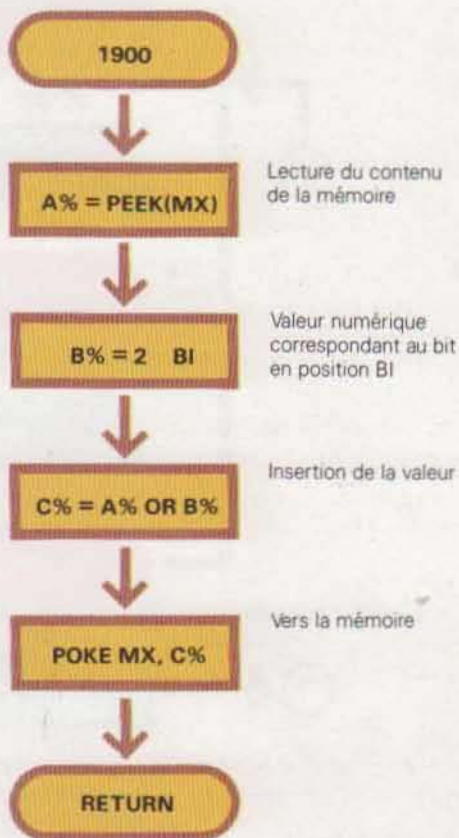 1900
A% = PEEK(MX)
Lecture du contenu
de la mémoire
B% = 2 BI
Valeur numérique
correspondant au bit
en position BI
C% = A% OR B%
Insertion de la valeur
POKE MX, C%
Vers la mémoire
RETURN